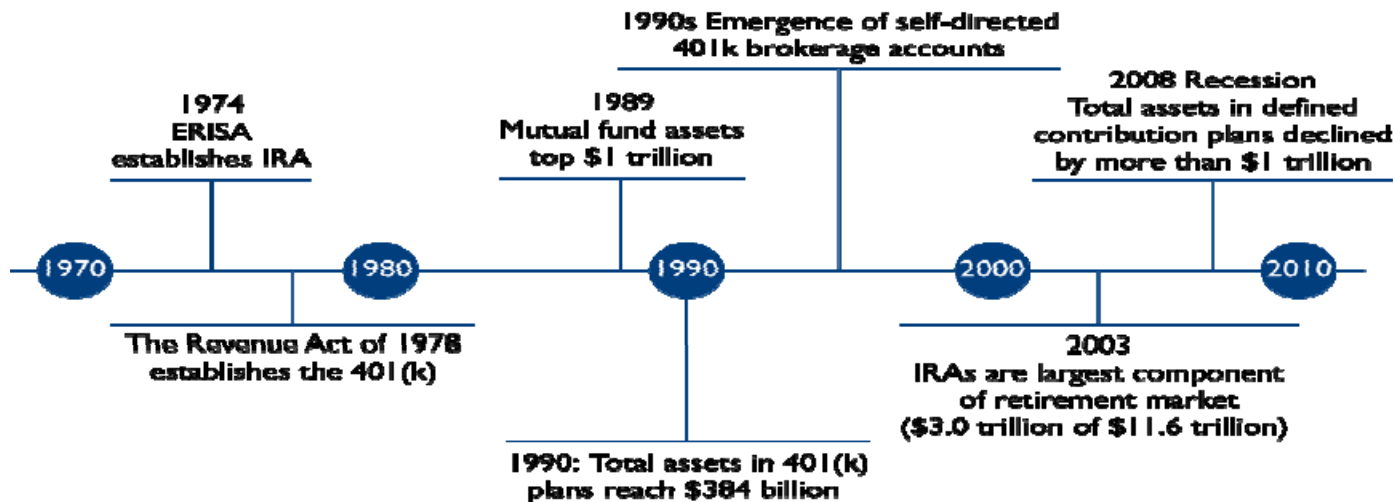 1990s Emergence of self-directed
401k brokerage accounts
1974
ERISA
establishes IRA
1989
Mutual fund assets
top $1 trillion
2008 Recession
Total assets in defined
contribution plans declined
by more than $1 trillion
1970
1980
1990
2000
2010
The Revenue Act of 1978
establishes the 401(k)
2003
IRAs are largest component
of retirement market
($3.0 trillion of $11.6 trillion)
1990: Total assets in 401(k)
plans reach $384 billion